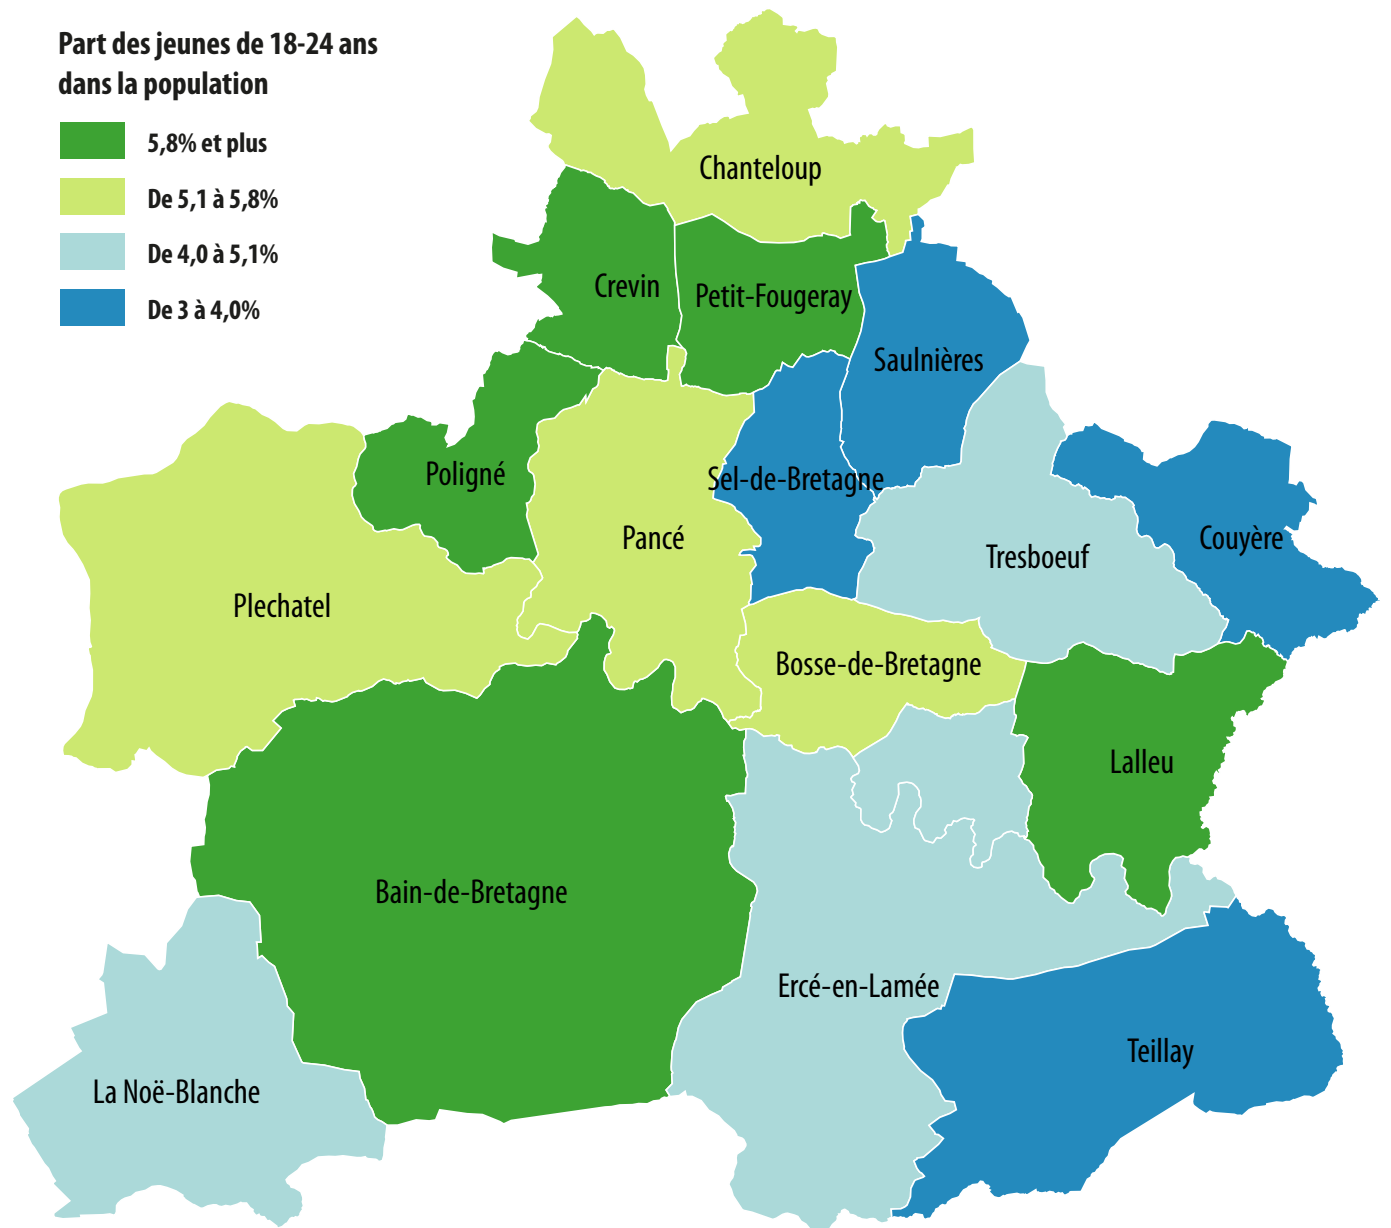 Part des jeunes de 18-24 ans
dans la population
5,8% et plus
De 5,1 à 5,8%
De 4,0 à 5,1%
De 3 à 4,0%
Chanteloup
Crevin
Petit-Fougeray
Saulnières
Poligné
Sel-de-Bretagne
Pancé
Couyère
Tresboeuf
Plechatel
Bosse-de-Bretagne
Lalleu
Bain-de-Bretagne
Ercé-en-Lamée
Teillay
La Noë-Blanche